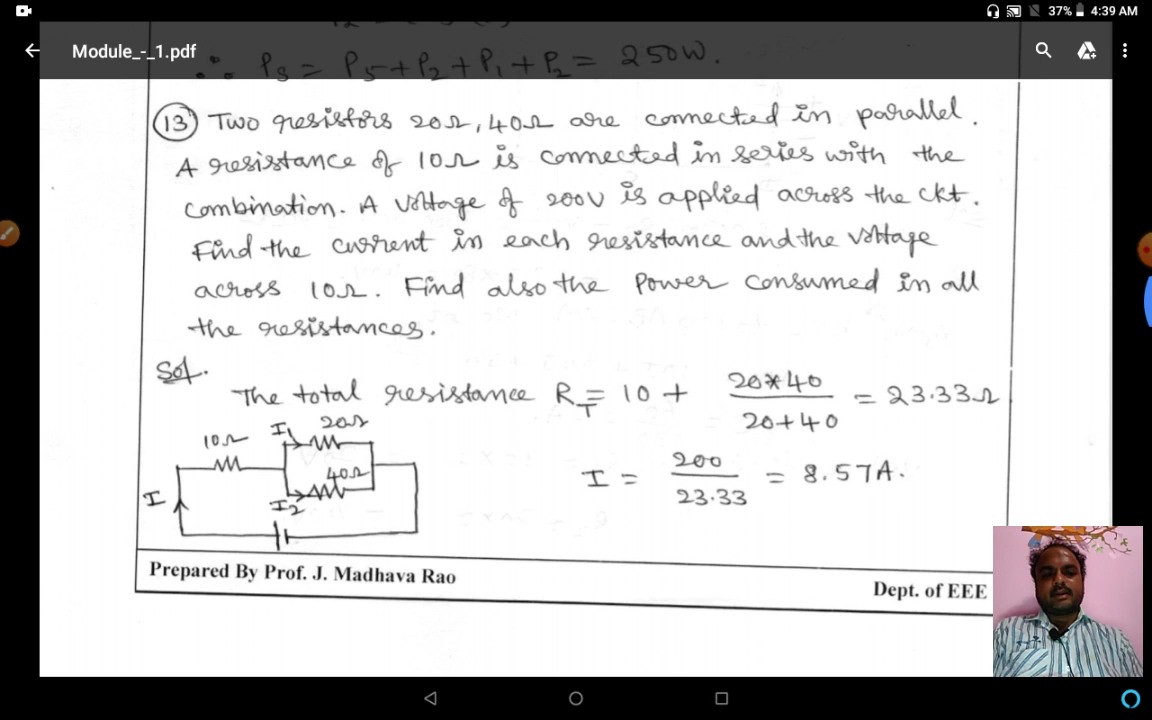 37% 4:39 AM
Module_-_1.pdf
∴ Ps = P5+P2+P1+P2 = 250W.
(13) Two resistors 20Ω, 40Ω are connected in parallel.
A resistance of 10Ω is connected in series with the
combination. A voltage of 200V is applied across the ckt.
Find the current in each resistance and the voltage
across 10Ω. Find also the Power consumed in all
the resistances.
Sol.
The total resistance R_T = 10 + (20*40)/(20+40) = 23.33Ω
10Ω I1 20Ω
40Ω
I I2
I = 200/23.33 = 8.57A.
Prepared By Prof. J. Madhava Rao Dept. of EEE